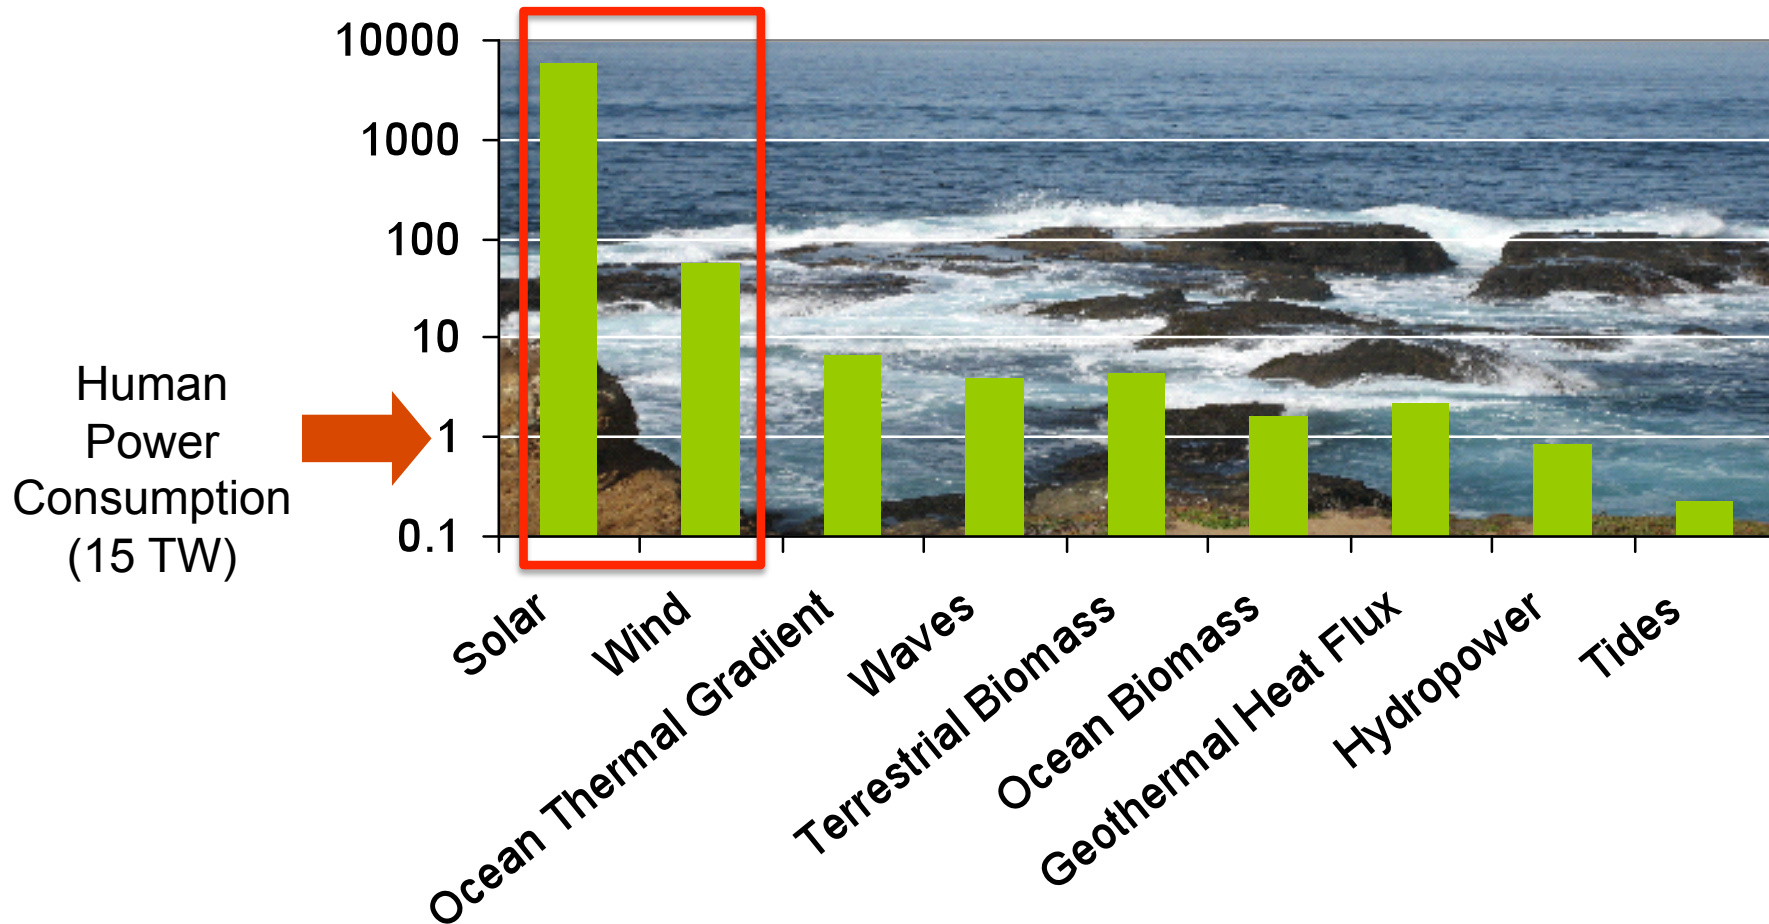 10000
1000
100
10
1
0.1
Human
Power
Consumption
(15 TW)
Solar
Wind
Ocean Thermal Gradient
Waves
Terrestrial Biomass
Ocean Biomass
Geothermal Heat Flux
Hydropower
Tides